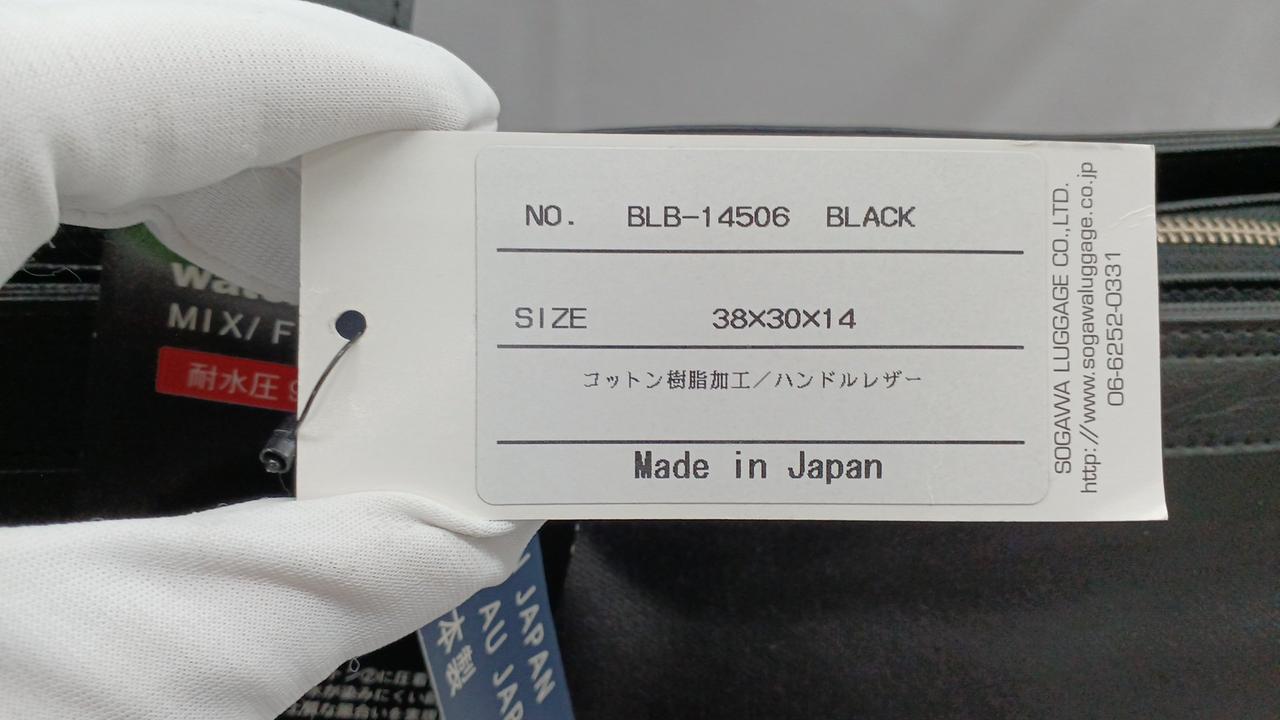 NO. BLB-14506 BLACK
SIZE 38×30×14
コットン樹脂加工／ハンドルレザー
Made in Japan
SOGAWA LUGGAGE CO.,LTD.
http://www.sogawaluggage.co.jp
06-6252-0331
MIX/
耐水圧
JAPAN
AU
本製